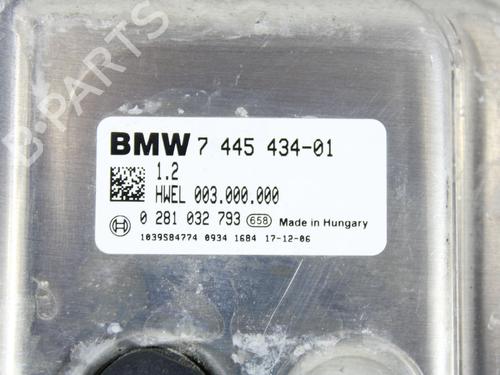 B-PARTS
BMW 7 445 434-01
1.2
HWEL 003.000.000
0 281 032 793 658 Made in Hungary
1039S84774 0934 1684 17-12-06